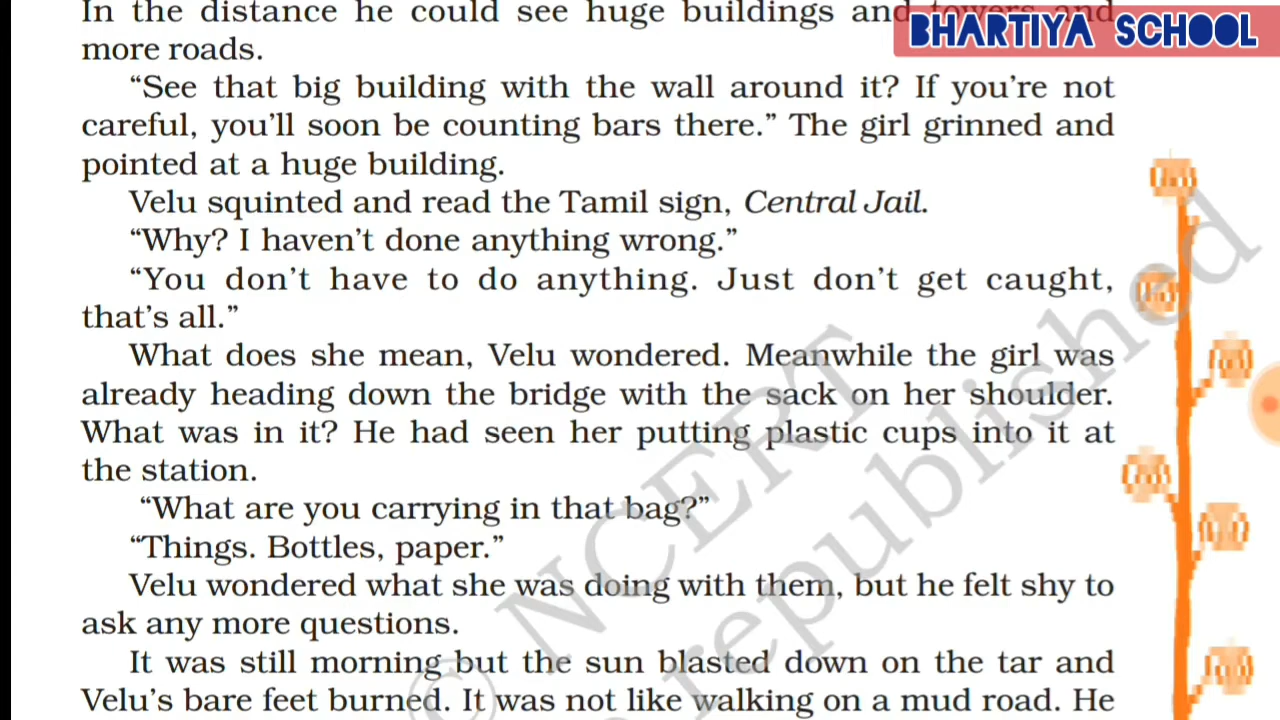 In the distance he could see huge buildings and towers and
BHARTIYA SCHOOL
more roads.
“See that big building with the wall around it? If you’re not
careful, you’ll soon be counting bars there.” The girl grinned and
pointed at a huge building.
Velu squinted and read the Tamil sign, Central Jail.
“Why? I haven’t done anything wrong.”
“You don’t have to do anything. Just don’t get caught,
that’s all.”
What does she mean, Velu wondered. Meanwhile the girl was
already heading down the bridge with the sack on her shoulder.
What was in it? He had seen her putting plastic cups into it at
the station.
“What are you carrying in that bag?”
“Things. Bottles, paper.”
Velu wondered what she was doing with them, but he felt shy to
ask any more questions.
It was still morning but the sun blasted down on the tar and
Velu’s bare feet burned. It was not like walking on a mud road. He
© NCERT
republished